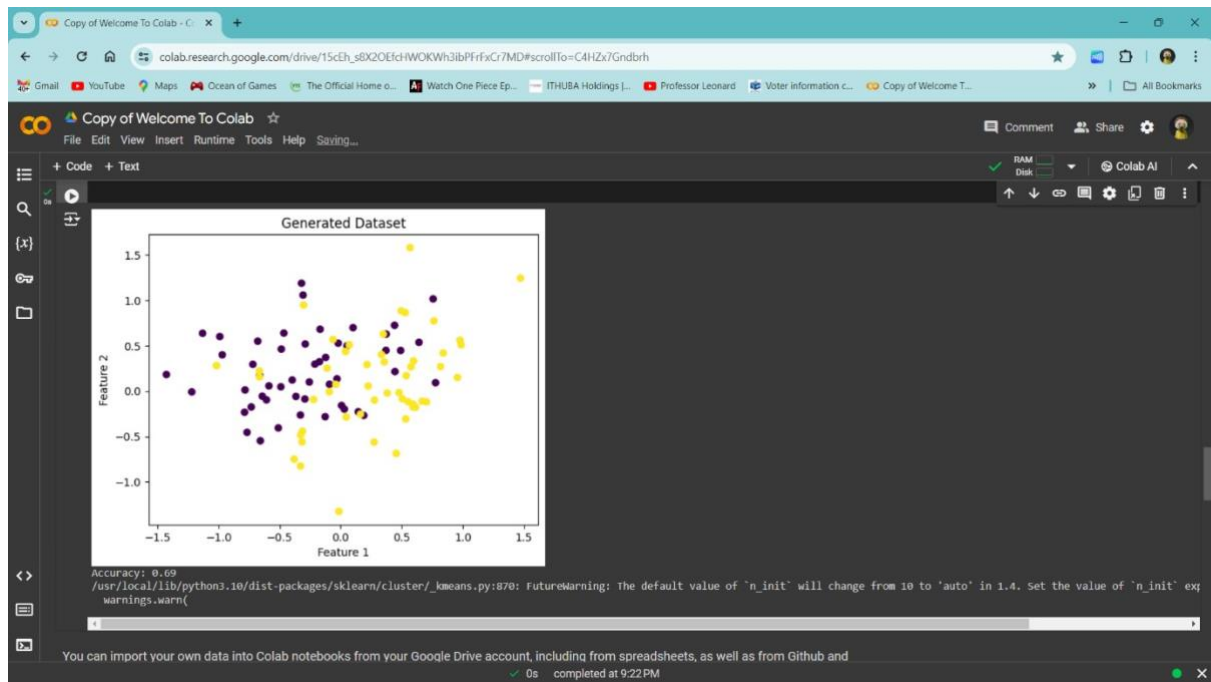 Copy of Welcome To Colab - C
colab.research.google.com/drive/15cEh_s8X2OEfcHWOKWh3ibPFrFxCr7MD#scrollTo=C4HZx7Gndbrh
Gmail YouTube Maps Ocean of Games The Official Home o... Watch One Piece Ep... ITHUBA Holdings |... Professor Leonard Voter information c... Copy of Welcome T... » All Bookmarks
CO Copy of Welcome To Colab
File Edit View Insert Runtime Tools Help Saving...
Comment Share
+ Code + Text
RAM
Disk
Colab AI
0s
{x}
Generated Dataset
1.5
1.0
0.5
0.0
−0.5
−1.0
Feature 2
−1.5 −1.0 −0.5 0.0 0.5 1.0 1.5
Feature 1
Accuracy: 0.69
/usr/local/lib/python3.10/dist-packages/sklearn/cluster/_kmeans.py:870: FutureWarning: The default value of `n_init` will change from 10 to 'auto' in 1.4. Set the value of `n_init` exp
warnings.warn(
You can import your own data into Colab notebooks from your Google Drive account, including from spreadsheets, as well as from Github and
0s completed at 9:22 PM